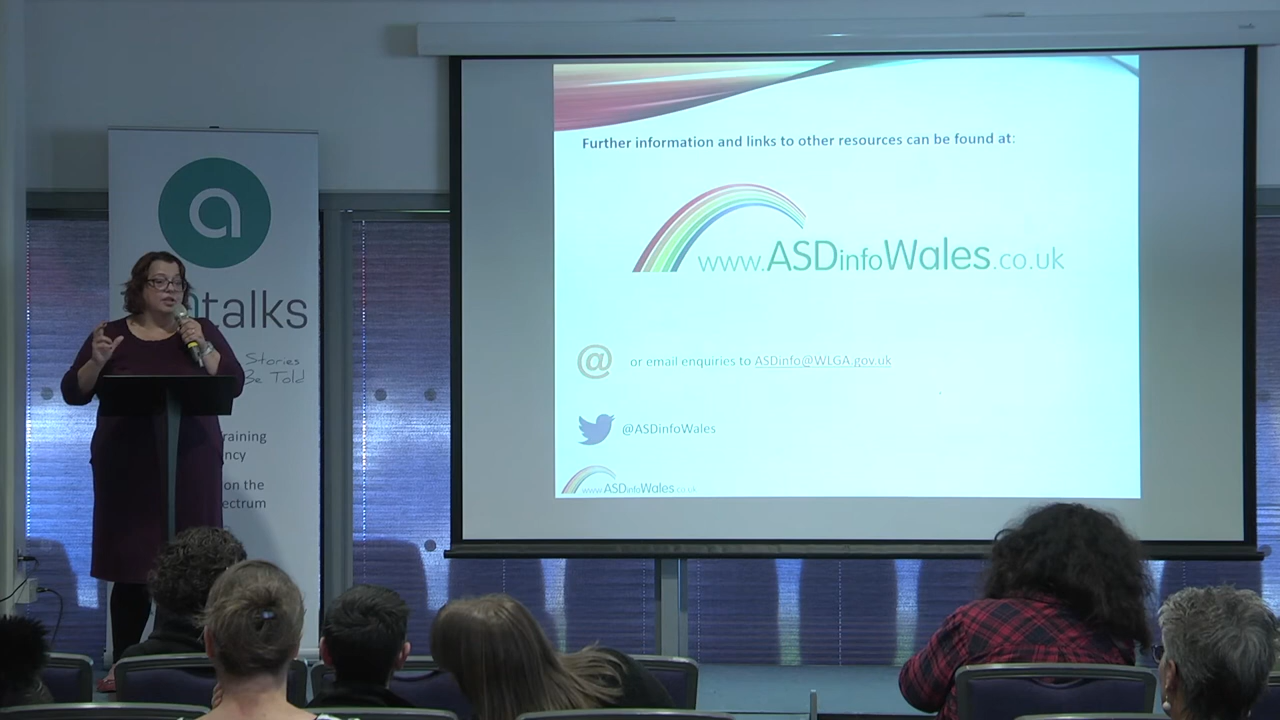 talks
Stories
Be Told
raining
ncy
on the
ectrum
Further information and links to other resources can be found at:
www.ASDinfoWales.co.uk
@
or email enquiries to ASDinfo@WLGA.gov.uk
@ASDinfoWales
www.ASDinfoWales.co.uk